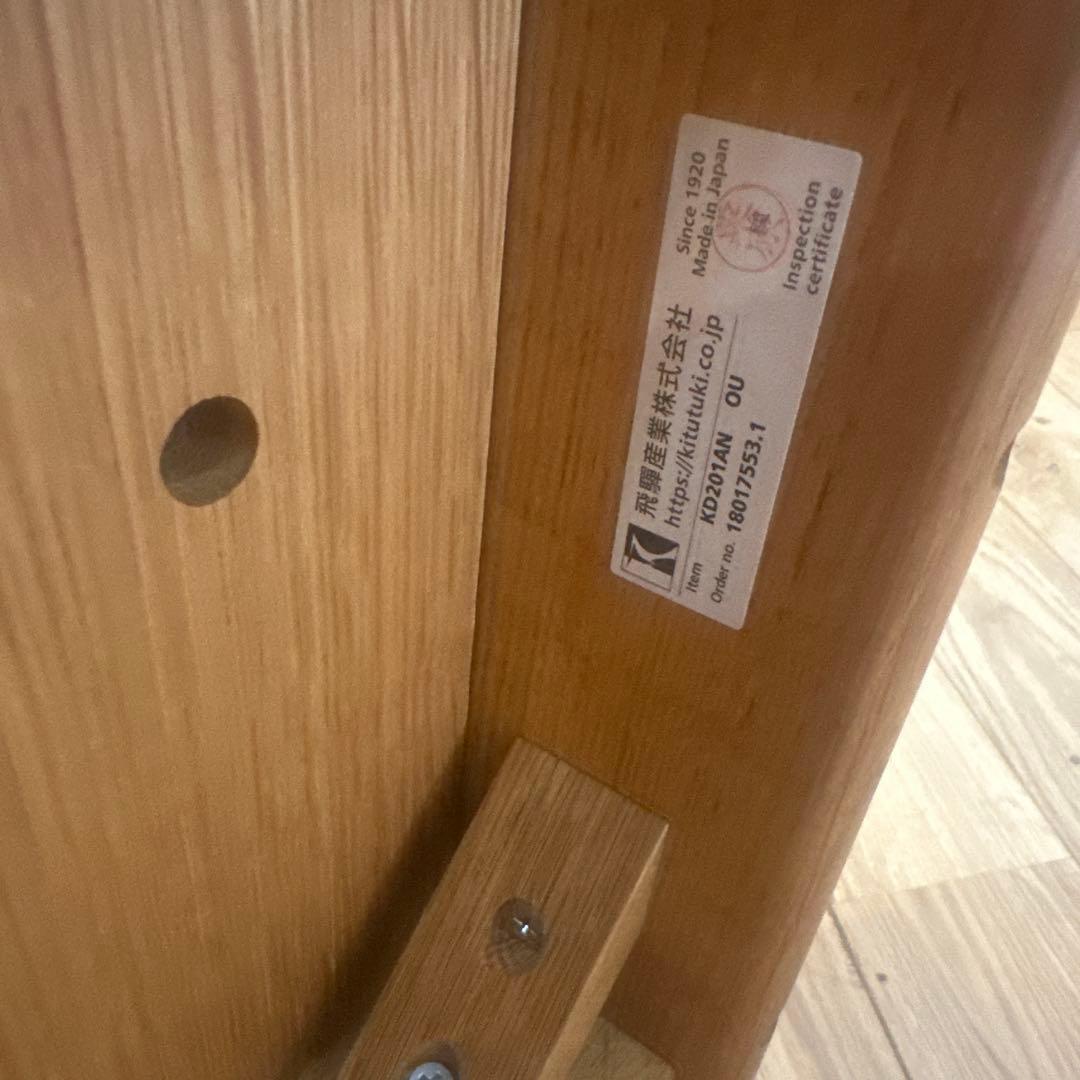 飛驒産業株式会社
https://kitutuki.co.jp
Since 1920
Made in Japan
Item KD201AN OU
Order no. 18017553.1
Inspection
certificate